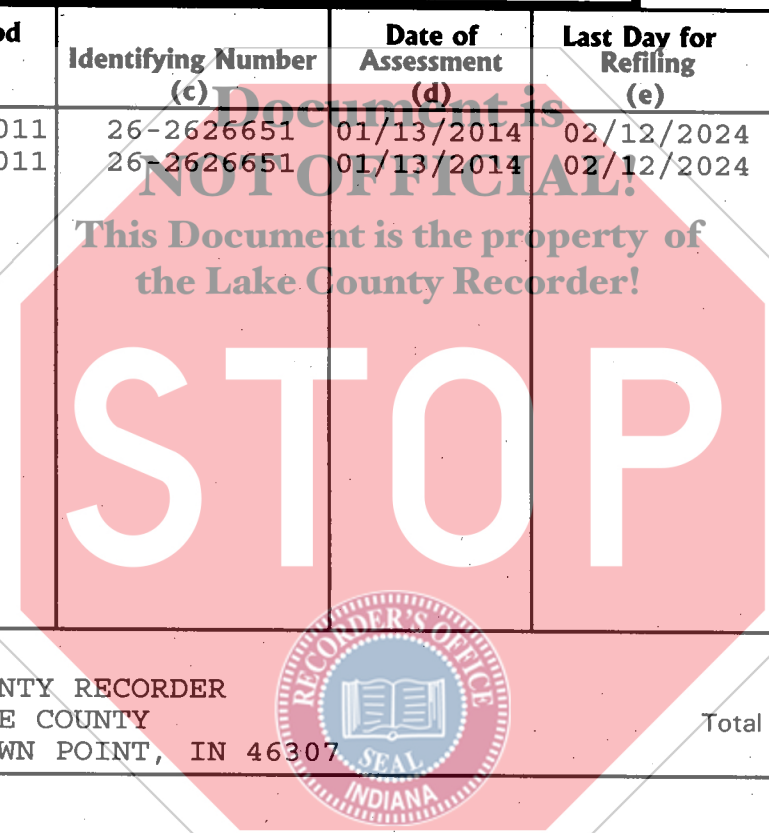 od
Identifying Number
(c)
Date of
Assessment
(d)
Last Day for
Refiling
(e)
011 26-2626651 01/13/2014 02/12/2024
011 26-2626651 01/13/2014 02/12/2024
Document is
NOT OFFICIAL!
This Document is the property of
the Lake County Recorder!
STOP
NTY RECORDER
E COUNTY
WN POINT, IN 46307
Total
RECORDER'S OFFICE
SEAL
INDIANA